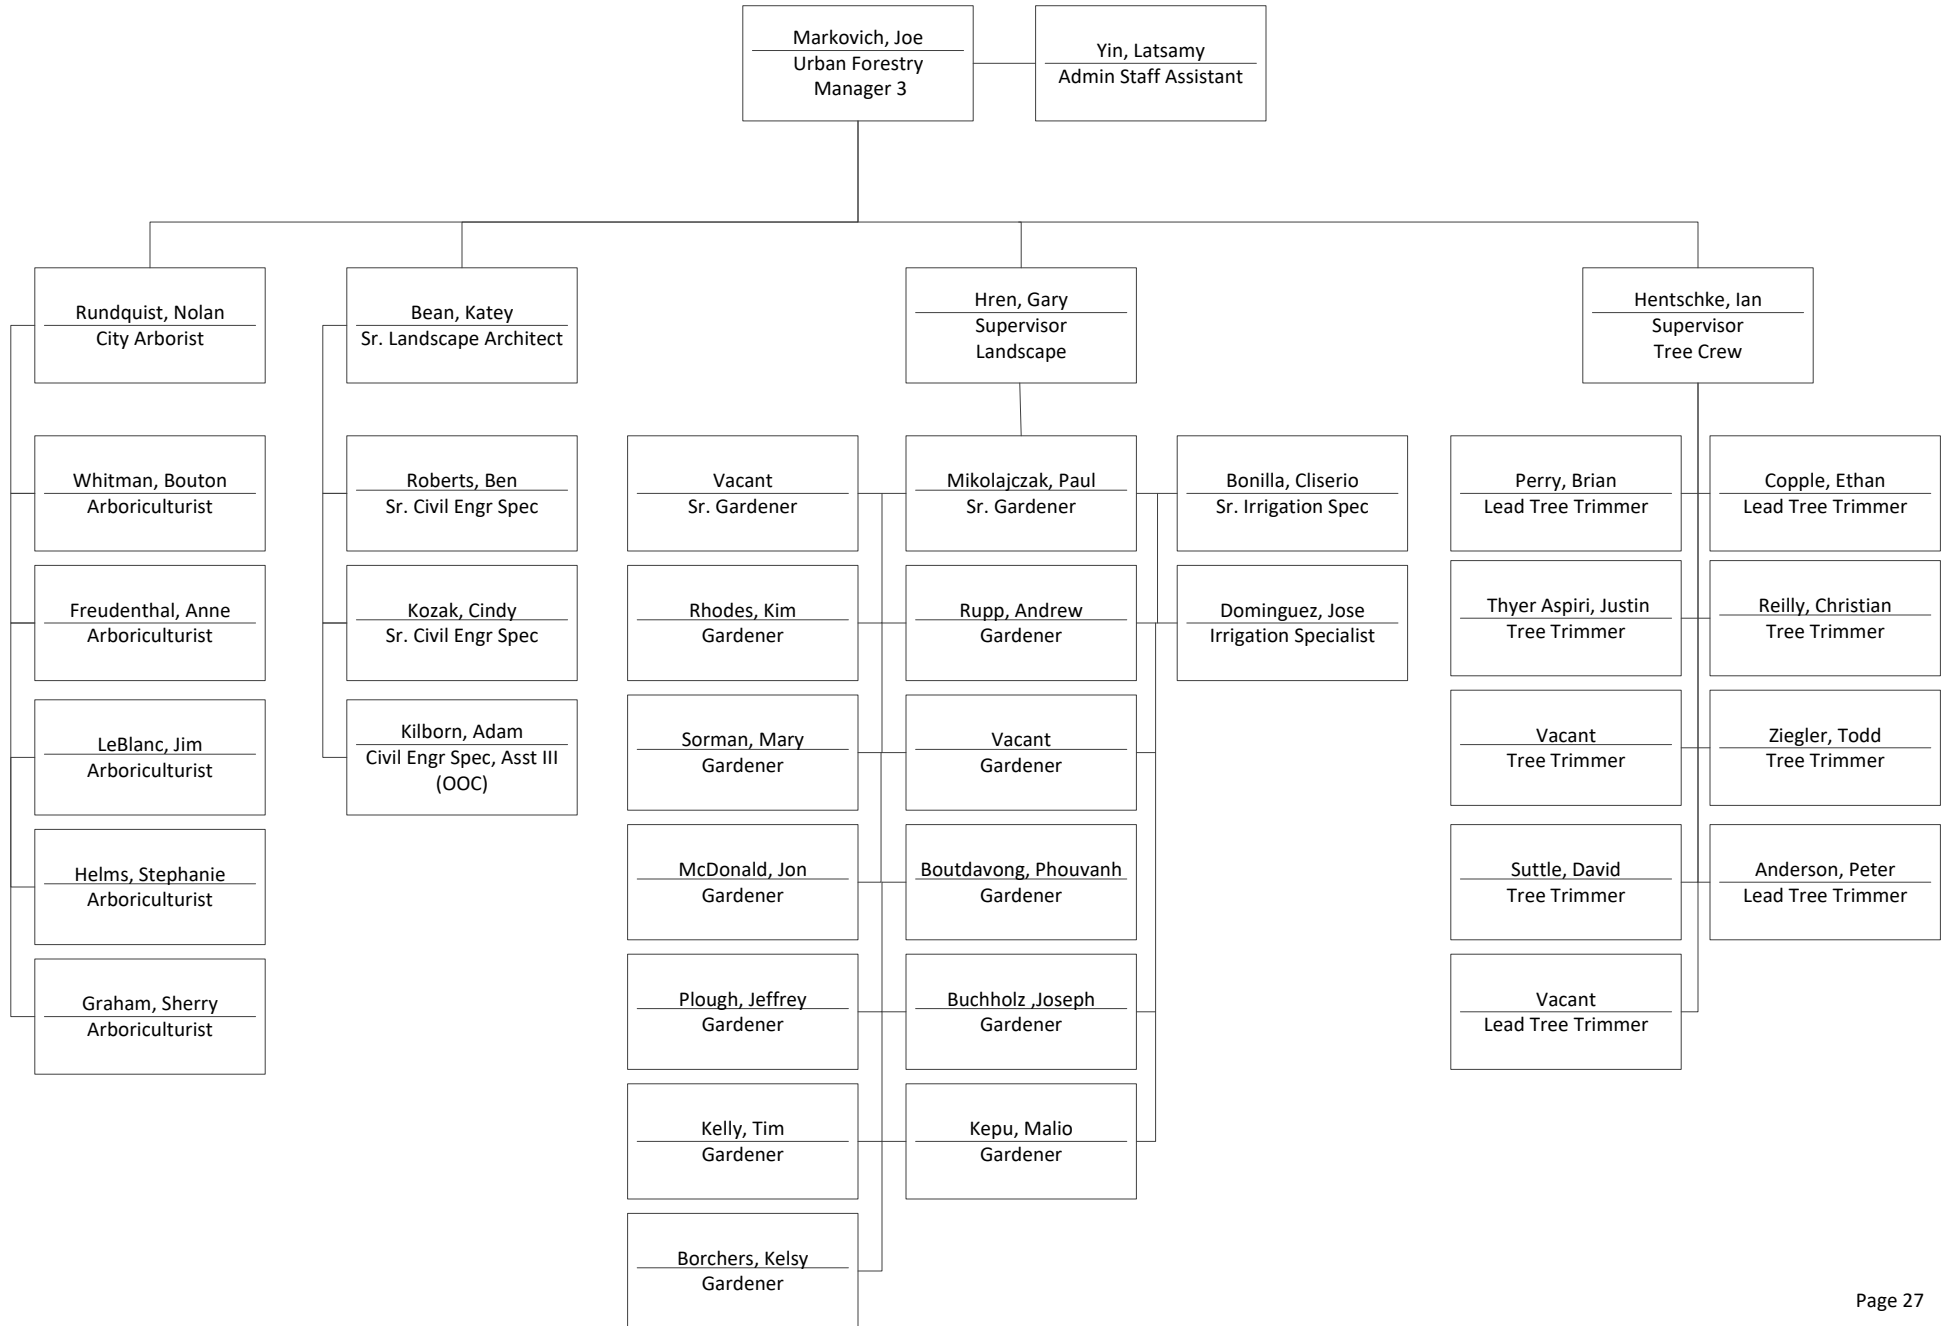 Markovich, Joe
Urban Forestry
Manager 3
Yin, Latsamy
Admin Staff Assistant
Rundquist, Nolan
City Arborist
Bean, Katey
Sr. Landscape Architect
Hren, Gary
Supervisor
Landscape
Hentschke, Ian
Supervisor
Tree Crew
Whitman, Bouton
Arboriculturist
Roberts, Ben
Sr. Civil Engr Spec
Vacant
Sr. Gardener
Mikolajczak, Paul
Sr. Gardener
Bonilla, Cliserio
Sr. Irrigation Spec
Perry, Brian
Lead Tree Trimmer
Copple, Ethan
Lead Tree Trimmer
Freudenthal, Anne
Arboriculturist
Kozak, Cindy
Sr. Civil Engr Spec
Rhodes, Kim
Gardener
Rupp, Andrew
Gardener
Dominguez, Jose
Irrigation Specialist
Thyer Aspiri, Justin
Tree Trimmer
Reilly, Christian
Tree Trimmer
LeBlanc, Jim
Arboriculturist
Kilborn, Adam
Civil Engr Spec, Asst III
(OOC)
Sorman, Mary
Gardener
Vacant
Gardener
Vacant
Tree Trimmer
Ziegler, Todd
Tree Trimmer
Helms, Stephanie
Arboriculturist
McDonald, Jon
Gardener
Boutdavong, Phouvanh
Gardener
Suttle, David
Tree Trimmer
Anderson, Peter
Lead Tree Trimmer
Graham, Sherry
Arboriculturist
Plough, Jeffrey
Gardener
Buchholz ,Joseph
Gardener
Vacant
Lead Tree Trimmer
Kelly, Tim
Gardener
Kepu, Malio
Gardener
Borchers, Kelsy
Gardener
Page 27